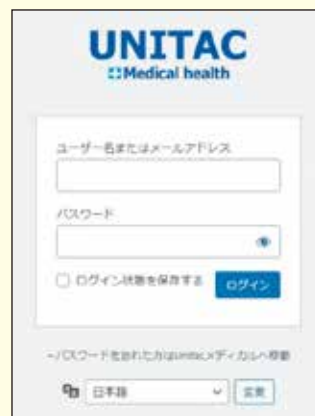 UNITAC
Medical health
ユーザー名またはメールアドレス
パスワード
ログイン状態を保存する
ログイン
パスワードを忘れた方はunitacメディカルへ移動
日本語
変更